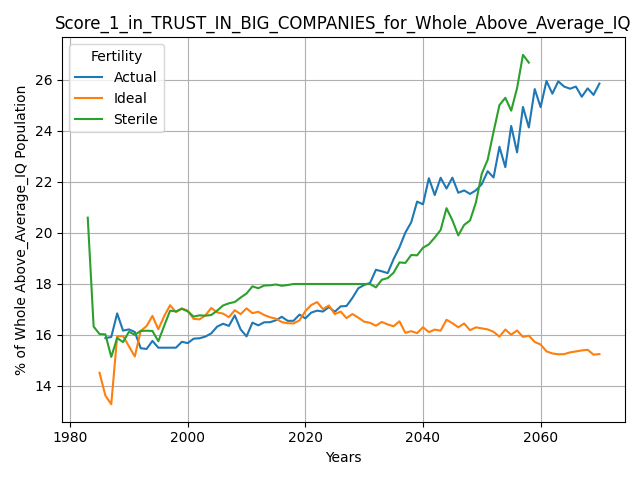 Score_1_in_TRUST_IN_BIG_COMPANIES_for_Whole_Above_Average_IQ
Fertility
Actual
Ideal
Sterile
% of Whole Above_Average_IQ Population
26
24
22
20
18
16
14
1980
2000
2020
2040
2060
Years